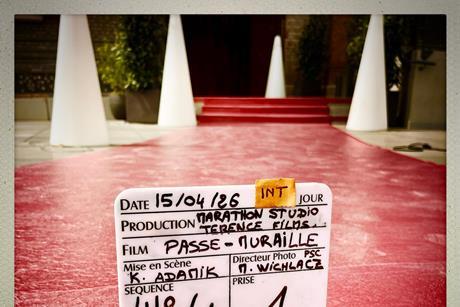 DATE 15/04/26 INT JOUR
PRODUCTION MARATHON STUDIO
TERENCE FILMS.
FILM PASSE-MURAILLE
Mise en Scène Directeur Photo PSC
K. ADAMIK M. WICHLACZ
SEQUENCE PRISE
1